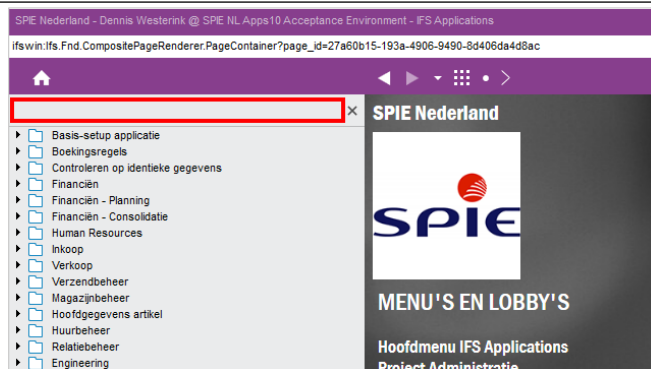 SPIE Nederland - Dennis Westerink @ SPIE NL Apps10 Acceptance Environment - IFS Applications
ifswin:Ifs.Fnd.CompositePageRenderer.PageContainer?page_id=27a60b15-193a-4906-9490-8d406da4d8ac
Basis-setup applicatie
Boekingsregels
Controleren op identieke gegevens
Financiën
Financiën - Planning
Financiën - Consolidatie
Human Resources
Inkoop
Verkoop
Verzendbeheer
Magazijnbeheer
Hoofdgegevens artikel
Huurbeheer
Relatiebeheer
Engineering
SPIE Nederland
SPIE
MENU'S EN LOBBY'S
Hoofdmenu IFS Applications
Project Administratie